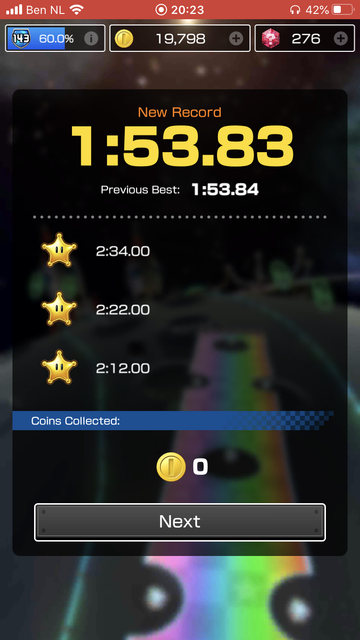 Ben NL 20:23 42%
143 60.0% i 19,798 + 276 +
New Record
1:53.83
Previous Best: 1:53.84
2:34.00
2:22.00
2:12.00
Coins Collected:
0
Next